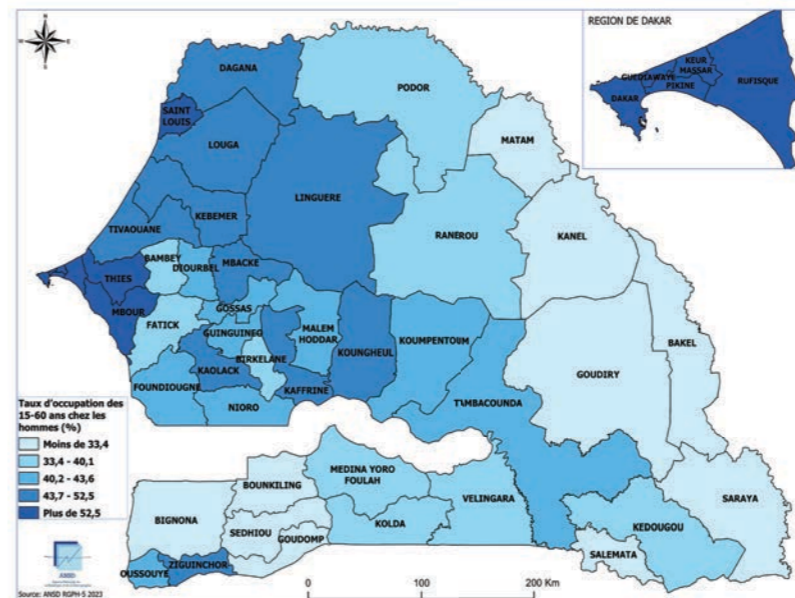 REGION DE DAKAR
KEUR
MASSAR
GUEDIAWAYE
PIKINE
DAKAR
RUFISQUE
DAGANA
PODOR
SAINT
LOUIS
MATAM
LOUGA
LINGUERE
KEBEMER
TIVAOUANE
RANEROU
KANEL
BAMBEY
DIOURBEL
MBACKE
THIES
MBOUR
FATICK
GOSSAS
GUINGUINEO
MALEM
HODDAR
KOUMPENTOUM
BAKEL
BIRKELANE
KOUNGHEUL
KAOLACK
GOUDIRY
FOUNDIOUGNE
KAFFRINE
TAMBACOUNDA
NIORO
Taux d'occupation des
15-60 ans chez les
hommes (%)
Moins de 33,4
33,4 - 40,1
40,2 - 43,6
43,7 - 52,5
Plus de 52,5
MEDINA YORO
FOULAH
BOUNKILING
VELINGARA
SARAYA
BIGNONA
SEDHIOU
GOUDOMP
KOLDA
KEDOUGOU
SALEMATA
OUSSOUYE
ZIGUINCHOR
ANSD
0 100 200 Km
Source: ANSD RGPH-5 2023